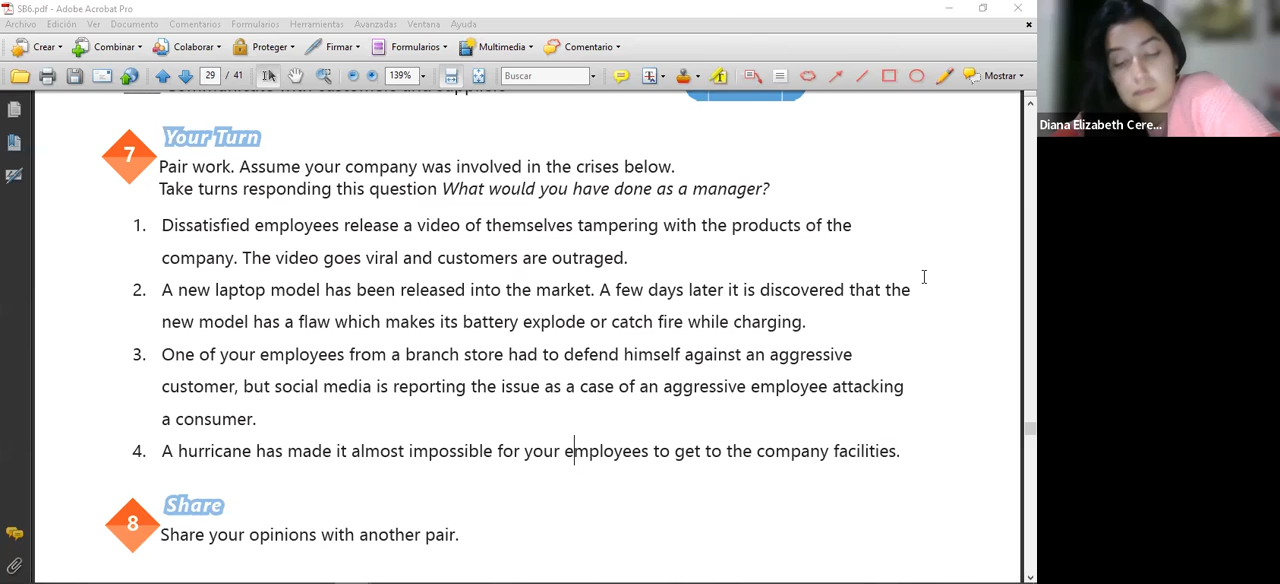 SB6.pdf - Adobe Acrobat Pro
Archivo Edición Ver Documento Comentarios Formularios Herramientas Avanzadas Ventana Ayuda
Crear Combinar Colaborar Proteger Firmar Formularios Multimedia Comentario
29 / 41 139% Buscar Mostrar
Communicate with customers and suppliers
Diana Elizabeth Cere...
7 Your Turn
Pair work. Assume your company was involved in the crises below.
Take turns responding this question What would you have done as a manager?
1. Dissatisfied employees release a video of themselves tampering with the products of the
company. The video goes viral and customers are outraged.
2. A new laptop model has been released into the market. A few days later it is discovered that the
new model has a flaw which makes its battery explode or catch fire while charging.
3. One of your employees from a branch store had to defend himself against an aggressive
customer, but social media is reporting the issue as a case of an aggressive employee attacking
a consumer.
4. A hurricane has made it almost impossible for your employees to get to the company facilities.
8 Share
Share your opinions with another pair.